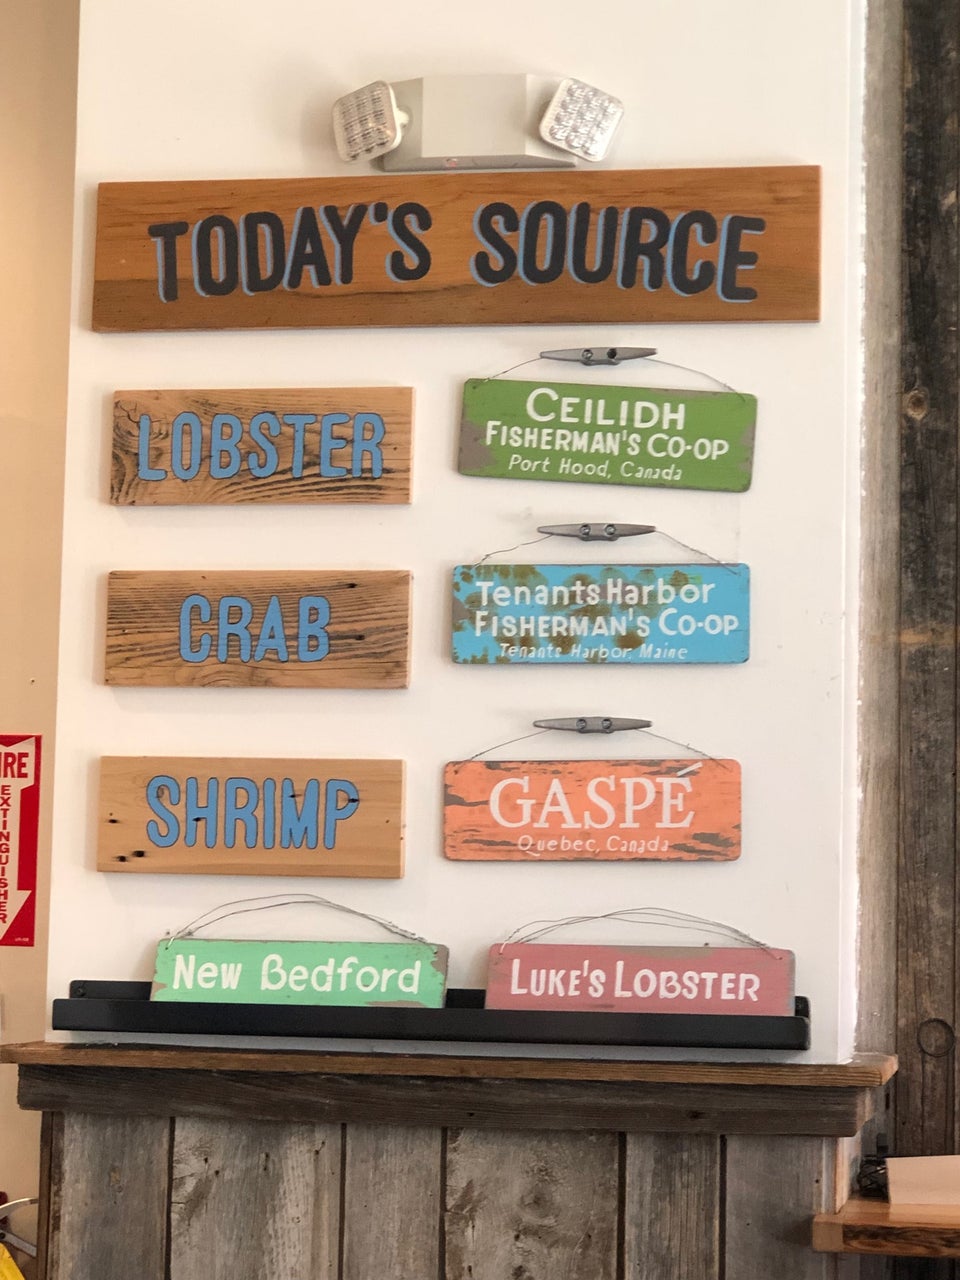 TODAY'S SOURCE
LOBSTER
CEILIDH
FISHERMAN'S CO-OP
Port Hood, Canada
CRAB
Tenants Harbor
FISHERMAN'S CO-OP
Tenants Harbor, Maine
SHRIMP
GASPÉ
Quebec, Canada
New Bedford
LUKE'S LOBSTER
IRE
EXTINGUISHER